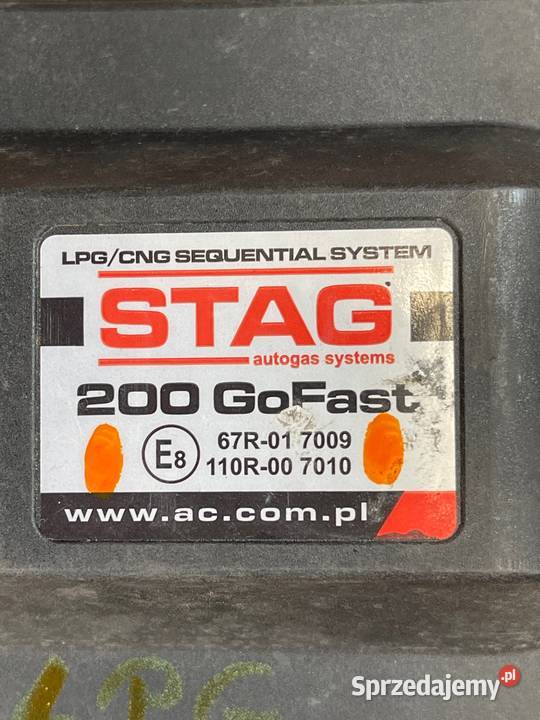 LPG/CNG SEQUENTIAL SYSTEM
STAG
autogas systems
200 GoFast
E8 67R-01 7009
110R-00 7010
www.ac.com.pl
LPG
Sprzedajemy.pl